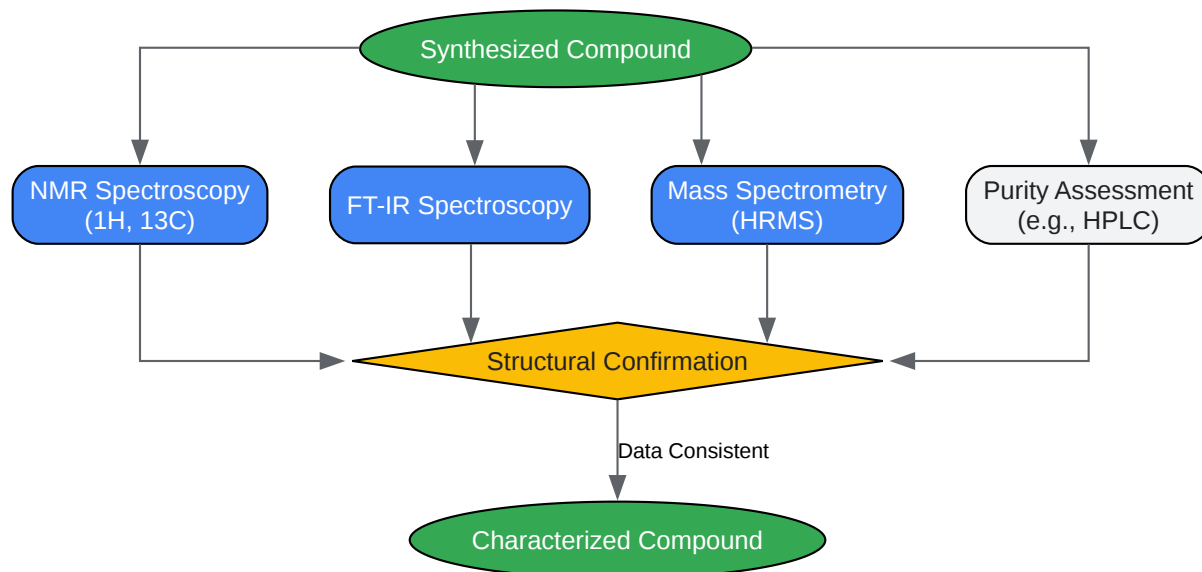 Synthesized Compound
NMR Spectroscopy
(1H, 13C)
FT-IR Spectroscopy
Mass Spectrometry
(HRMS)
Purity Assessment
(e.g., HPLC)
Structural Confirmation
Data Consistent
Characterized Compound